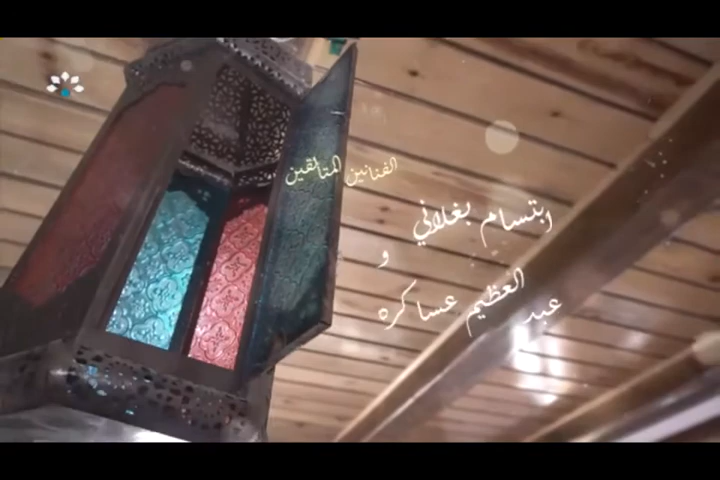 الفنانين المتألقين
ابتسام بغلاني
و
عبد العظيم عساكره